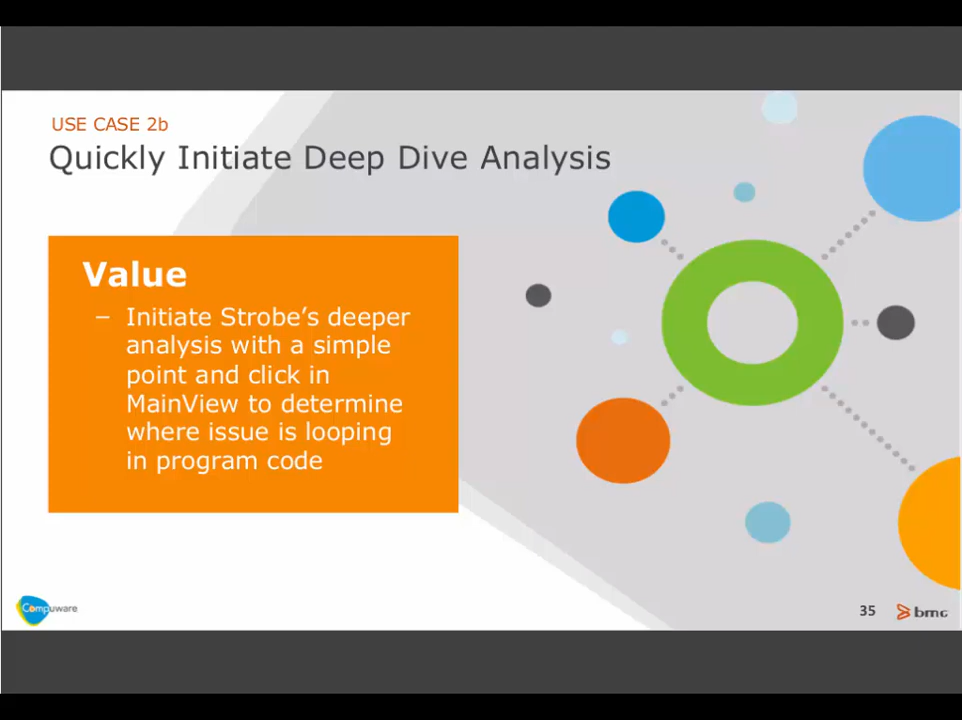 USE CASE 2b
Quickly Initiate Deep Dive Analysis
Value
– Initiate Strobe’s deeper
analysis with a simple
point and click in
MainView to determine
where issue is looping
in program code
Compuware
35
bmc